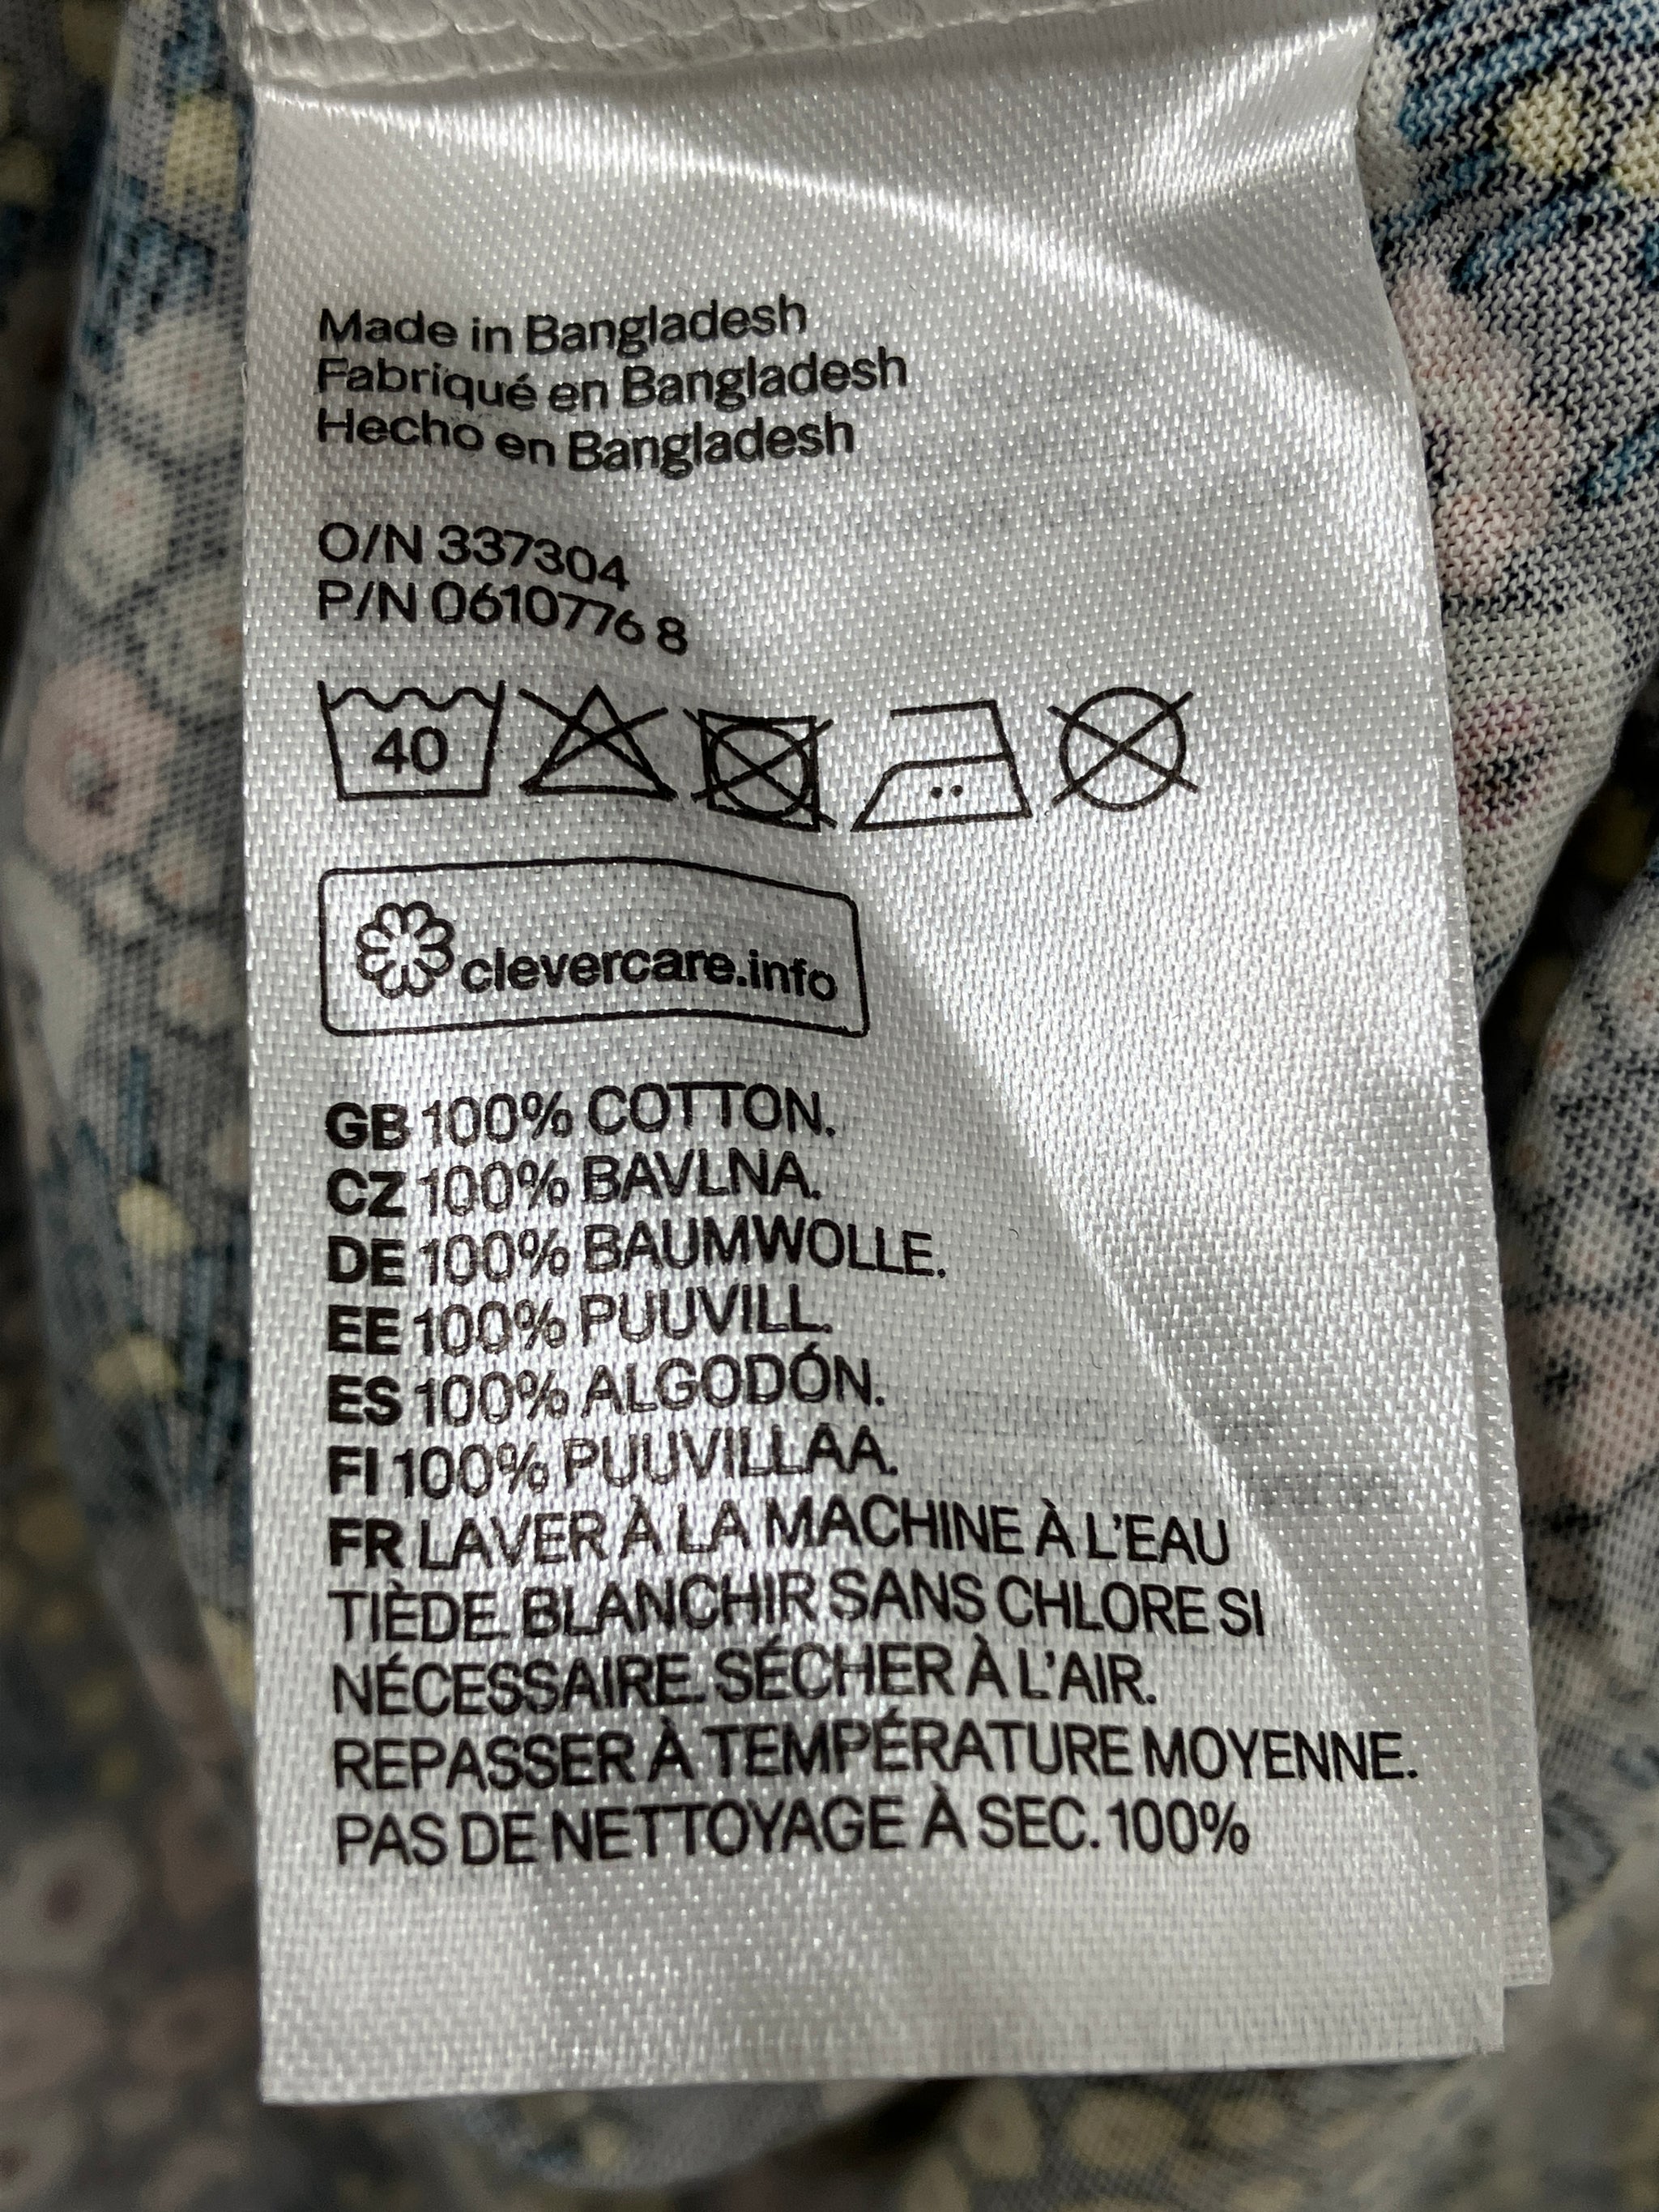 Made in Bangladesh
Fabriqué en Bangladesh
Hecho en Bangladesh
O/N 337304
P/N 0610776 8
40
clevercare.info
GB 100% COTTON.
CZ 100% BAVLNA.
DE 100% BAUMWOLLE.
EE 100% PUUVILL.
ES 100% ALGODÓN.
FI 100% PUUVILLAA.
FR LAVER À LA MACHINE À L'EAU
TIÈDE. BLANCHIR SANS CHLORE SI
NÉCESSAIRE. SÉCHER À L'AIR.
REPASSER À TEMPÉRATURE MOYENNE.
PAS DE NETTOYAGE À SEC. 100%